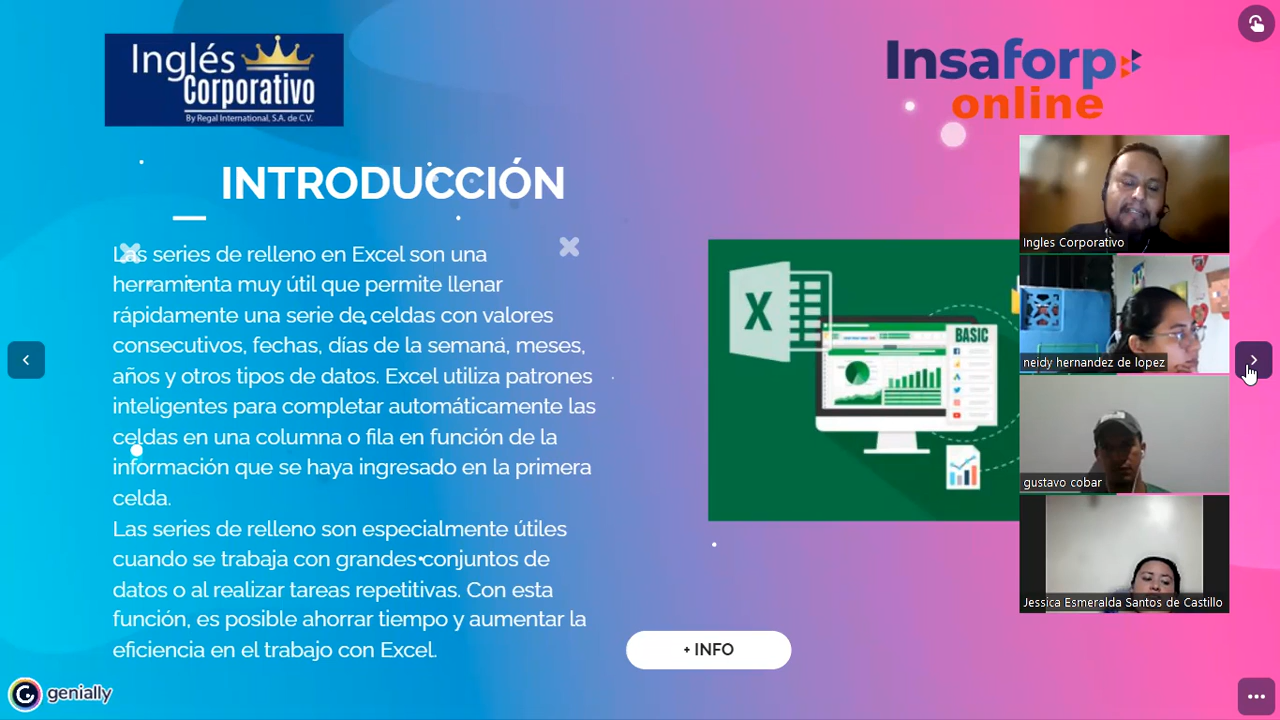 Inglés
Corporativo
By Regal International, S.A. de C.V.
Insaforp
online
INTRODUCCIÓN
Las series de relleno en Excel son una
herramienta muy útil que permite llenar
rápidamente una serie de celdas con valores
consecutivos, fechas, días de la semana, meses,
años y otros tipos de datos. Excel utiliza patrones
inteligentes para completar automáticamente las
celdas en una columna o fila en función de la
información que se haya ingresado en la primera
celda.
Las series de relleno son especialmente útiles
cuando se trabaja con grandes conjuntos de
datos o al realizar tareas repetitivas. Con esta
función, es posible ahorrar tiempo y aumentar la
eficiencia en el trabajo con Excel.
X
BASIC
+ INFO
Ingles Corporativo
neidy hernandez de lopez
gustavo cobar
Jessica Esmeralda Santos de Castillo
genially